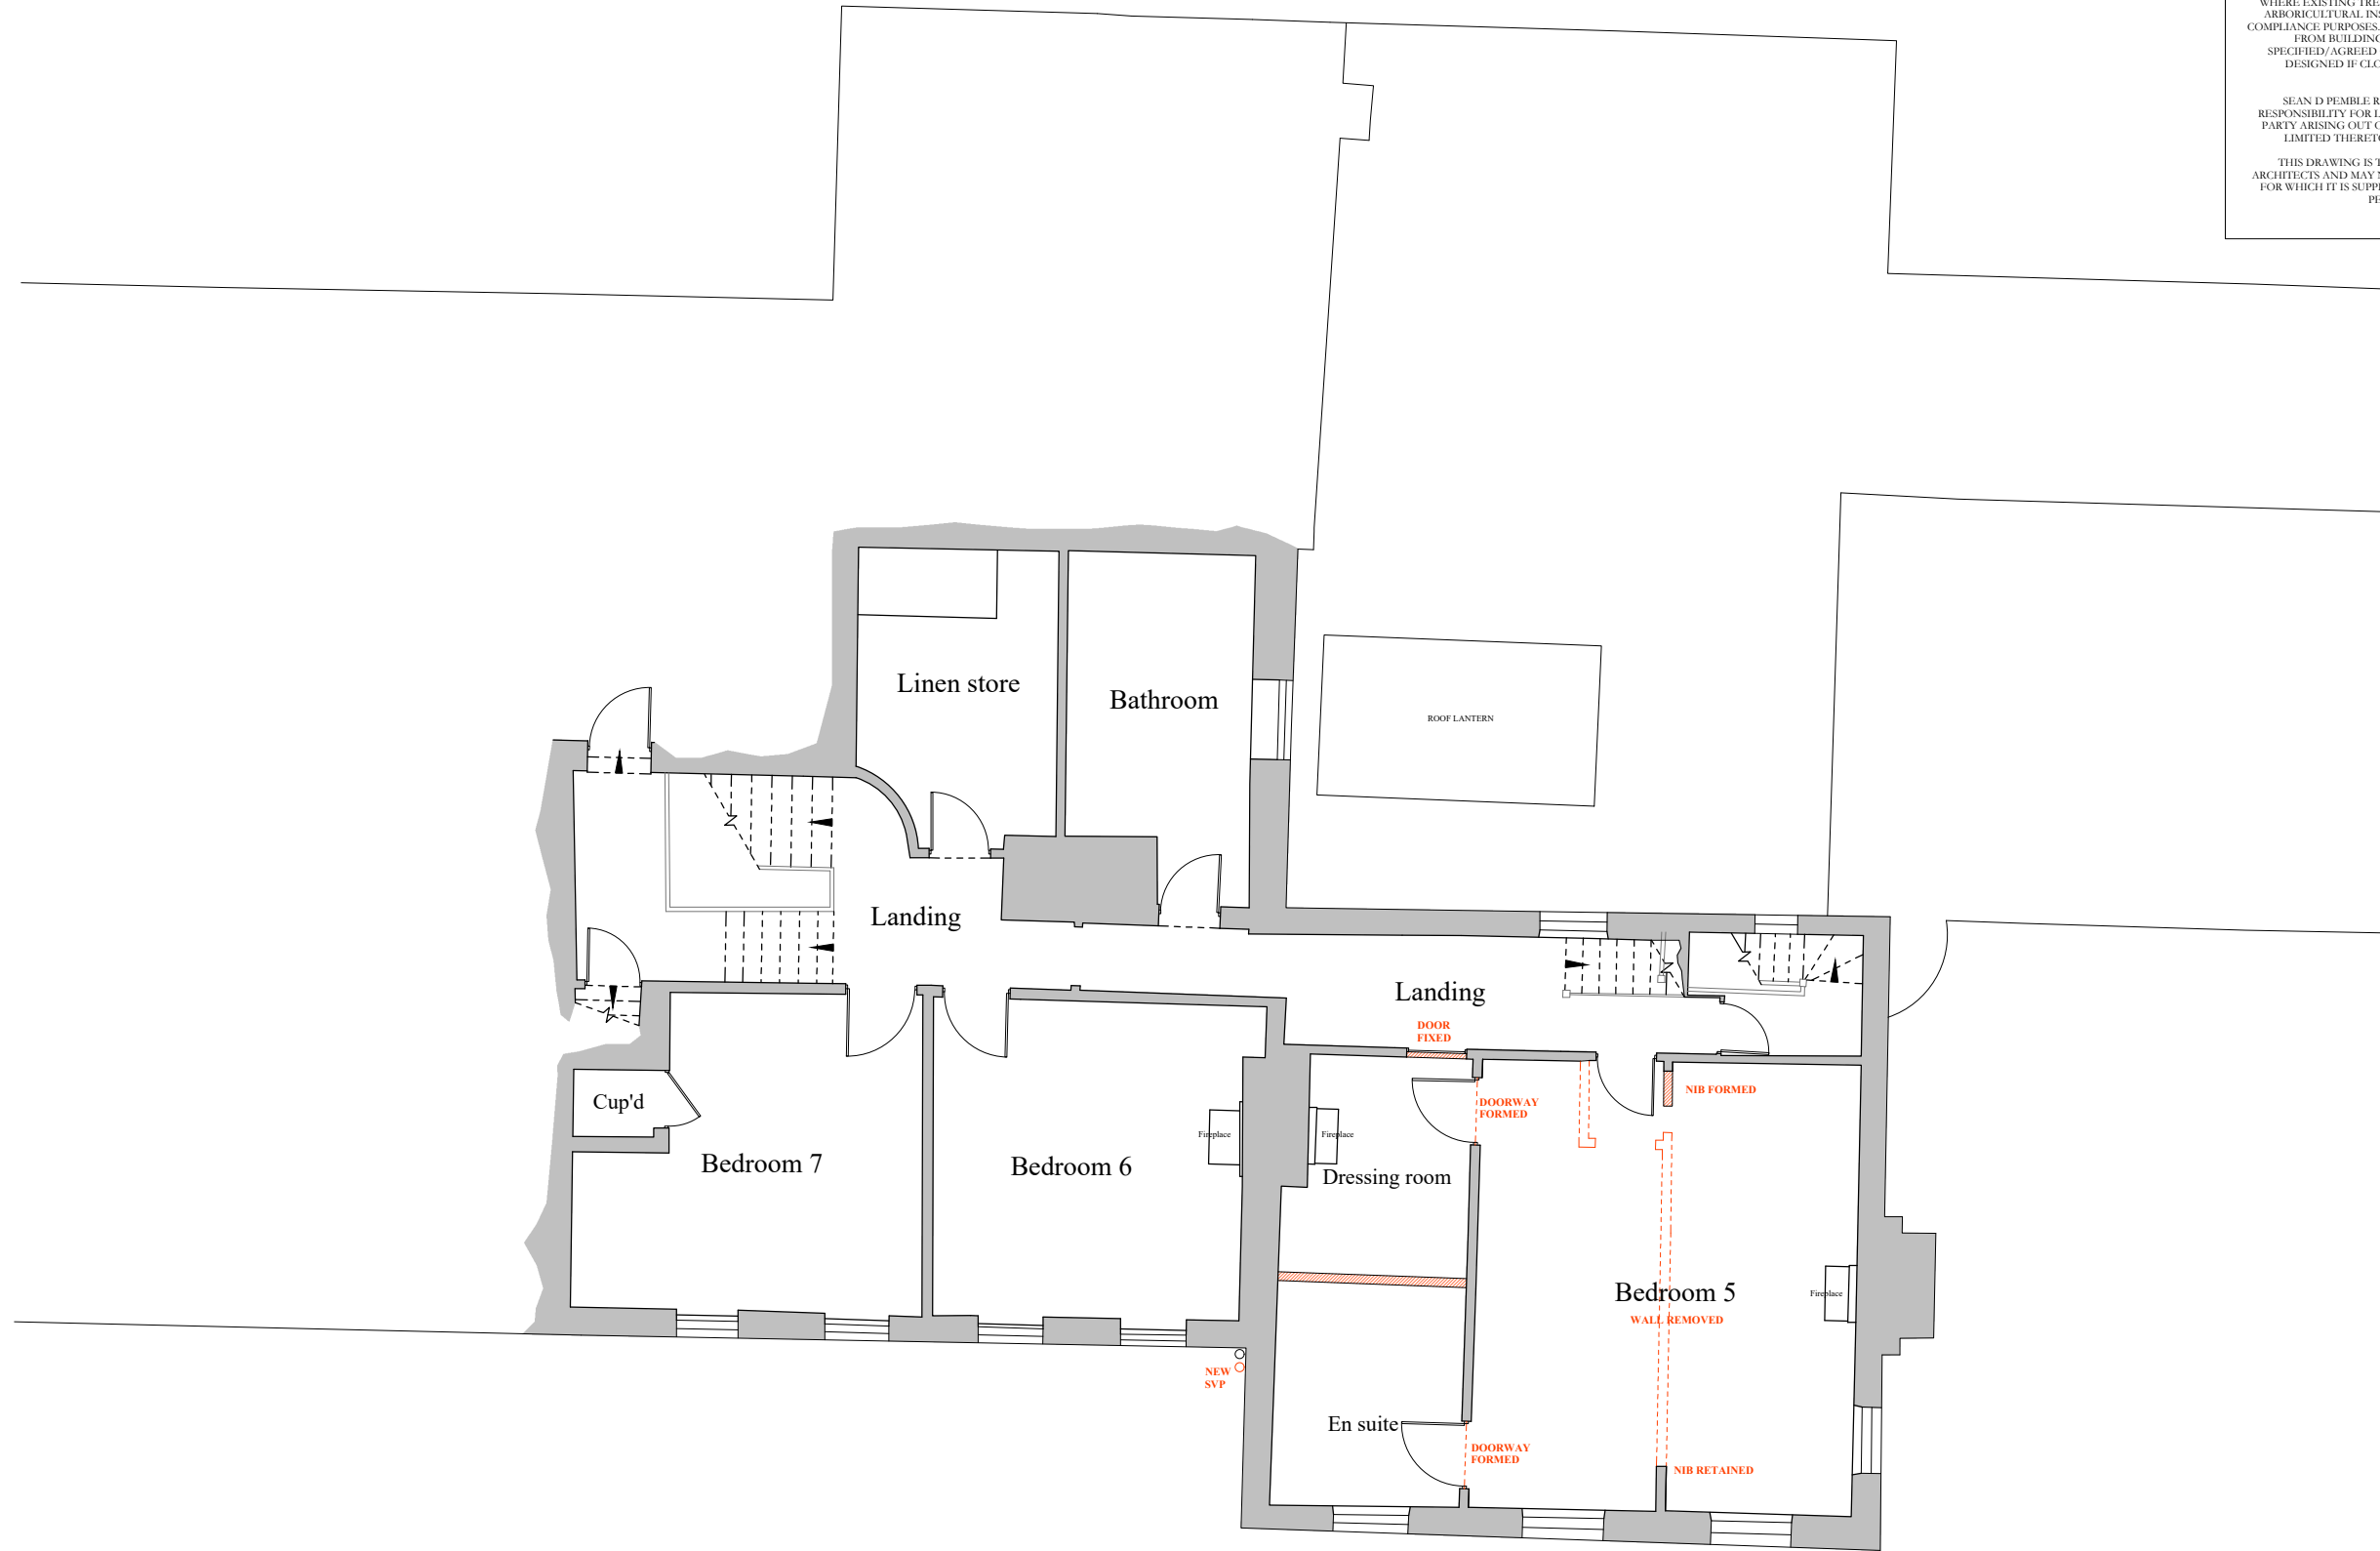 WHERE EXISTING TRE
ARBORICULTURAL INS
COMPLIANCE PURPOSES.
FROM BUILDING
SPECIFIED/AGREED
DESIGNED IF CLO
SEAN D PEMBLE R
RESPONSIBILITY FOR L
PARTY ARISING OUT O
LIMITED THERETO
THIS DRAWING IS T
ARCHITECTS AND MAY N
FOR WHICH IT IS SUPPI
PE
Linen store
Bathroom
ROOF LANTERN
Landing
Landing
DOOR
FIXED
NIB FORMED
Cup'd
DOORWAY
FORMED
Fireplace
Fireplace
Bedroom 7
Bedroom 6
Dressing room
Bedroom 5
Fireplace
WALL REMOVED
NEW
SVP
En suite
DOORWAY
FORMED
NIB RETAINED